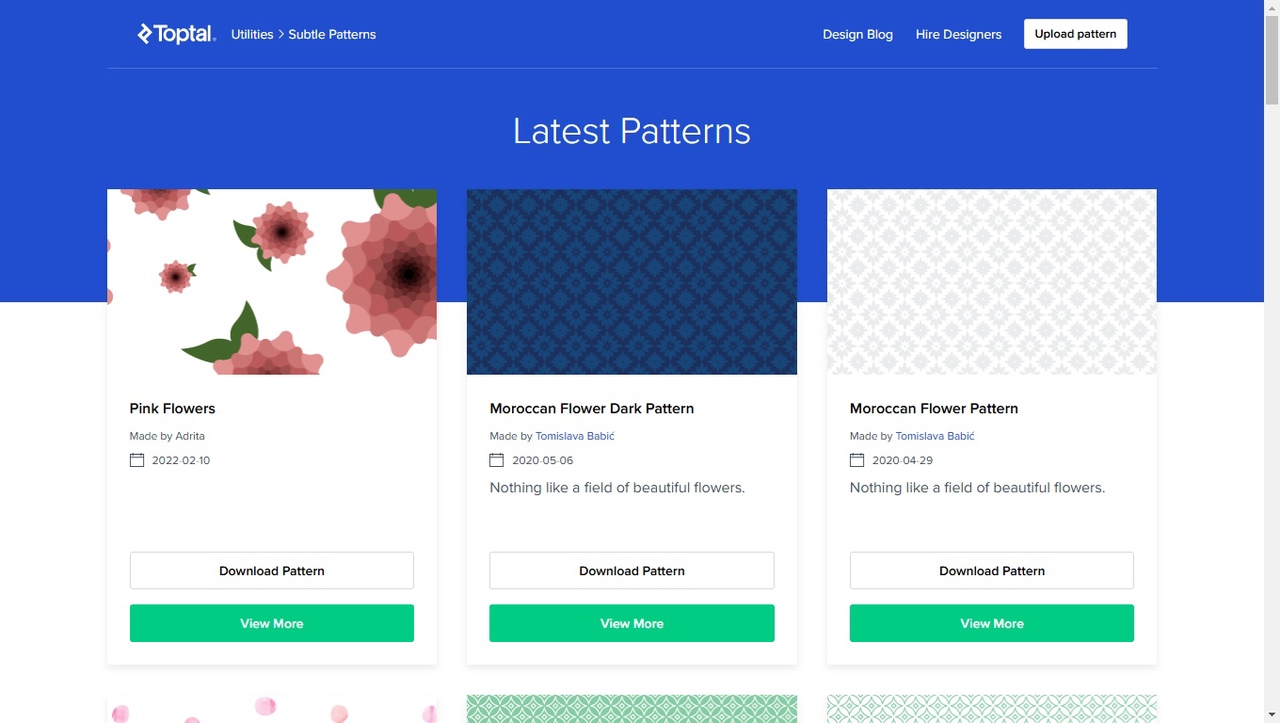 Toptal
Utilities > Subtle Patterns
Design Blog
Hire Designers
Upload pattern
Latest Patterns
Pink Flowers
Made by Adrita
2022-02-10
Download Pattern
View More
Moroccan Flower Dark Pattern
Made by Tomislava Babić
2020-05-06
Nothing like a field of beautiful flowers.
Download Pattern
View More
Moroccan Flower Pattern
Made by Tomislava Babić
2020-04-29
Nothing like a field of beautiful flowers.
Download Pattern
View More